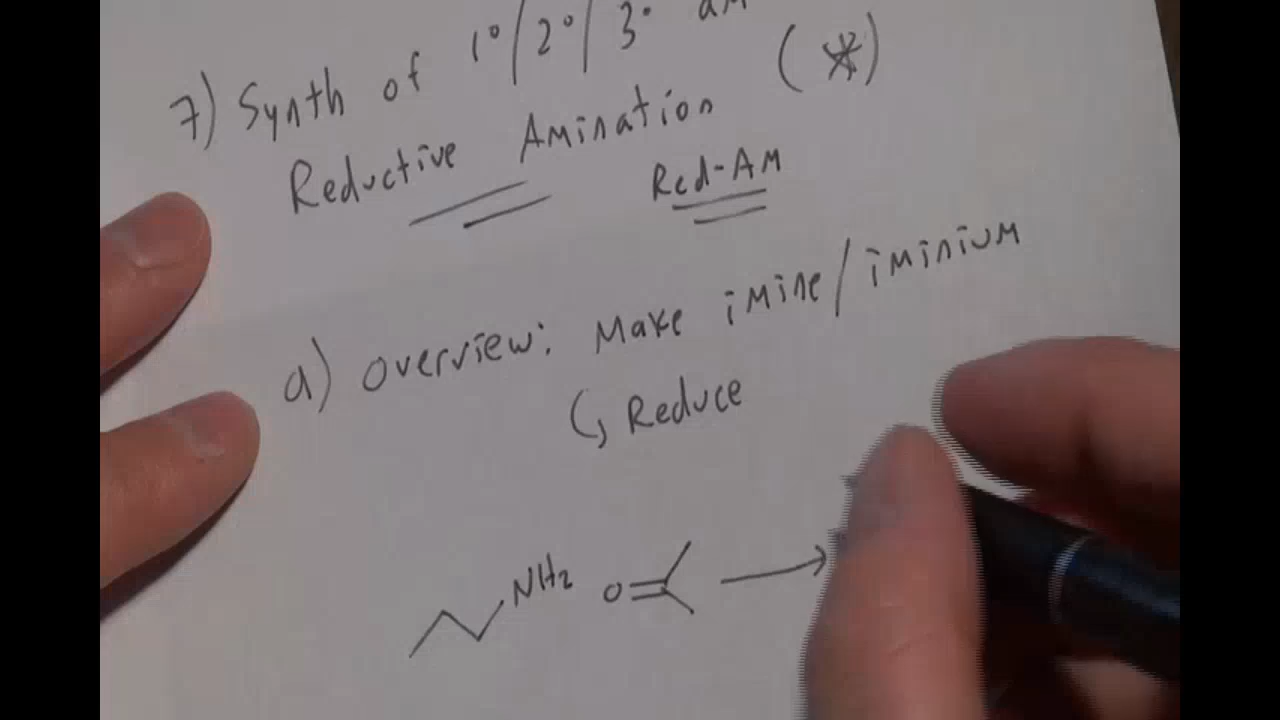 7) Synth of 1°/2°/3°
Reductive Amination (*)
Red-AM
a) overview: Make imine/iminium
↳ Reduce
NH2 O